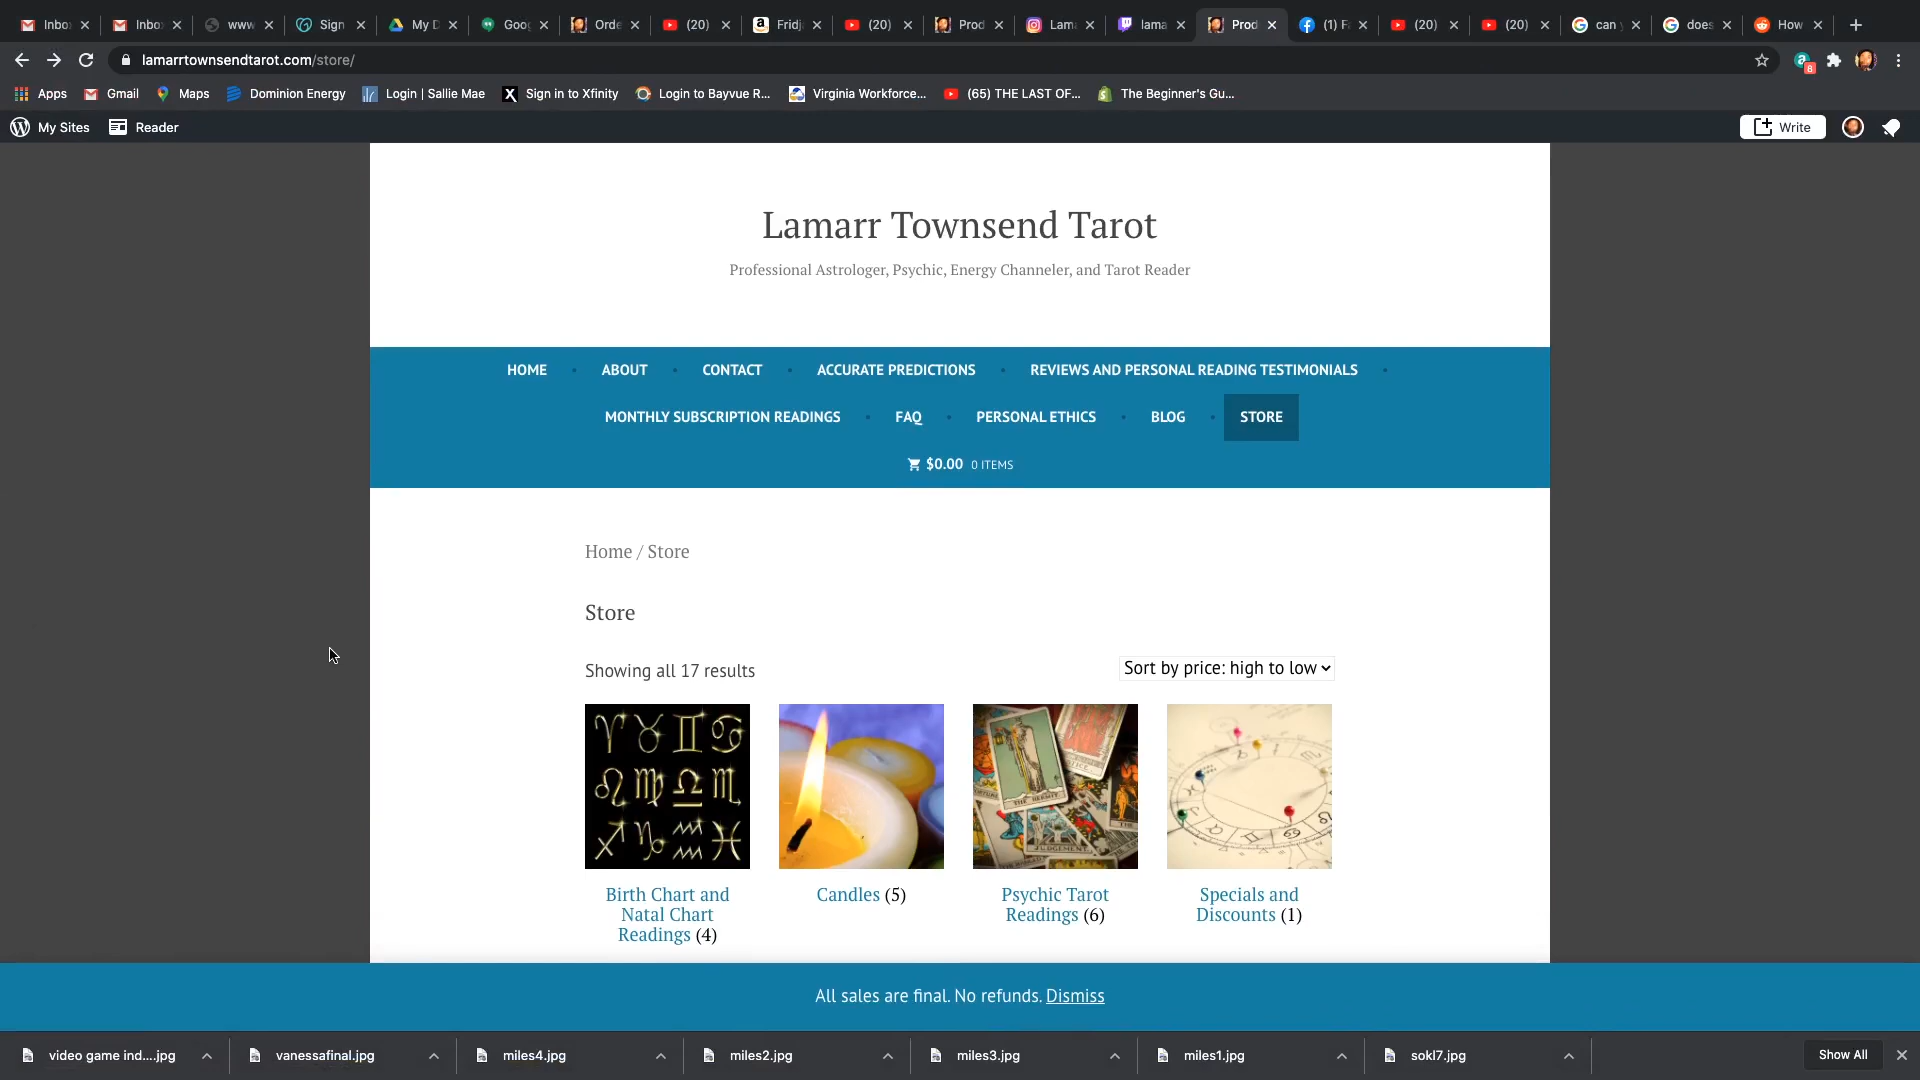 Inbo
Inbo
www
Sign
My D
Goog
Orde
(20)
Fridj
(20)
Prod
Lama
lama
Prod
(1) F
(20)
(20)
can y
does
How
lamarrtownsendtarot.com/store/
6
Apps
Gmail
Maps
Dominion Energy
Login | Sallie Mae
Sign in to Xfinity
Login to Bayvue R...
Virginia Workforce...
(65) THE LAST OF...
The Beginner's Gu...
My Sites
Reader
Write
Lamarr Townsend Tarot
Professional Astrologer, Psychic, Energy Channeler, and Tarot Reader
HOME
ABOUT
CONTACT
ACCURATE PREDICTIONS
REVIEWS AND PERSONAL READING TESTIMONIALS
MONTHLY SUBSCRIPTION READINGS
FAQ
PERSONAL ETHICS
BLOG
STORE
$0.00 0 ITEMS
Home / Store
Store
Showing all 17 results
Sort by price: high to low
THE HERMIT
JUDGEMENT
Birth Chart and
Natal Chart
Readings (4)
Candles (5)
Psychic Tarot
Readings (6)
Specials and
Discounts (1)
All sales are final. No refunds. Dismiss
video game ind....jpg
vanessafinal.jpg
miles4.jpg
miles2.jpg
miles3.jpg
miles1.jpg
sokl7.jpg
Show All